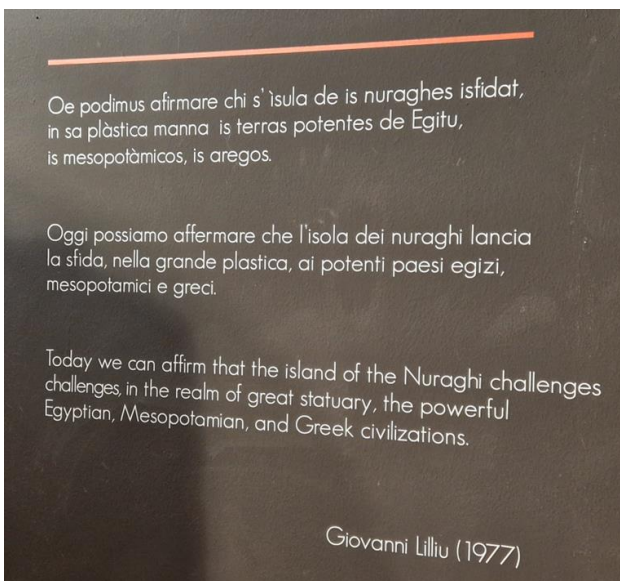 Oe podimus afirmare chi s' ìsula de is nuraghes isfidat,
in sa plàstica manna is terras potentes de Egitu,
is mesopotàmicos, is aregos.
Oggi possiamo affermare che l'isola dei nuraghi lancia
la sfida, nella grande plastica, ai potenti paesi egizi,
mesopotamici e greci.
Today we can affirm that the island of the Nuraghi challenges
challenges, in the realm of great statuary, the powerful
Egyptian, Mesopotamian, and Greek civilizations.
Giovanni Lilliu (1977)